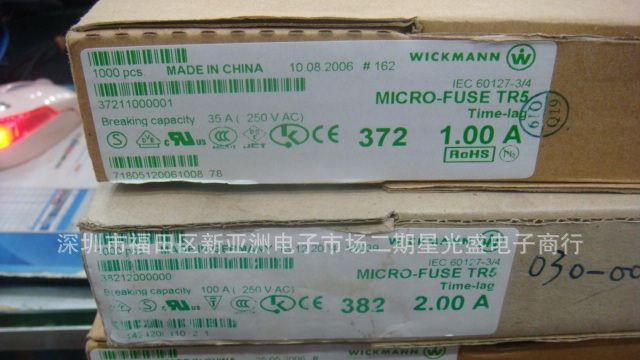 WICKMANN
1000 pcs MADE IN CHINA 10.08.2006 # 162
IEC 60127-3/4
37211000001
MICRO-FUSE TR5
Time-lag
Breaking capacity 35 A ( 250 V AC)
372 1.00 A
RoHS
71805120061008 78
019
Q19
深圳市福田区新亚洲电子市场一期星光盛电子商行
WICKMANN
IEC 60127-3/4
38212000000
MICRO-FUSE TR5
Time-lag
Breaking capacity 100 A ( 250 V AC)
382 2.00 A